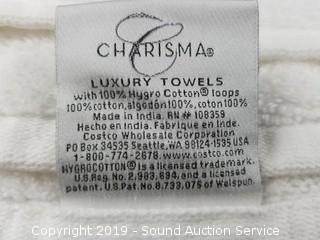 C
CHARISMA®
LUXURY TOWELS
with 100% Hygro Cotton® loops
100% cotton, algodón100%, coton100%
Made in India. RN # 108359
Hecho en India. Fabrique en Inde.
Costco Wholesale Corporation
PO Box 34535 Seattle, WA 98124-1535 USA
1-800-774-2678. www.costco.com
HYGROCOTTON® is a licensed trademark.
U.S.Reg No. 2,983,894, and a licensed
patent. U.S.Pat No. 8,733,075 of Welspun.
Copyright 2019 - Sound Auction Service